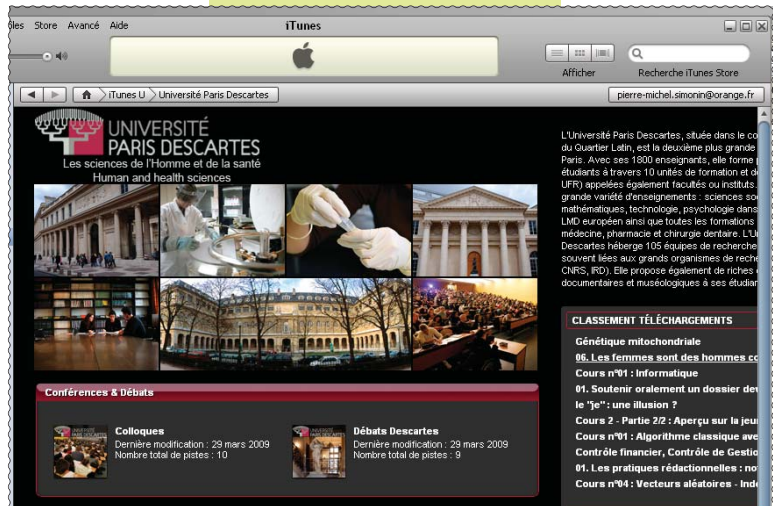 ôles Store Avancé Aide
iTunes
Afficher
Recherche iTunes Store
iTunes U
Université Paris Descartes
pierre-michel.simonin@orange.fr
UNIVERSITÉ
PARIS DESCARTES
Les sciences de l'Homme et de la santé
Human and health sciences
L'Université Paris Descartes, située dans le co
du Quartier Latin, est la deuxième plus grande
Paris. Avec ses 1800 enseignants, elle forme
étudiants à travers 10 unités de formation et d
UFR) appelées également facultés ou instituts.
grande variété d'enseignements : sciences so
mathématiques, technologie, psychologie dans
LMD européen ainsi que toutes les formations
médecine, pharmacie et chirurgie dentaire. L'U
Descartes héberge 105 équipes de recherche
souvent liées aux grands organismes de reche
CNRS, IRD). Elle propose également de riches
documentaires et muséologiques à ses étudia
Conférences & Débats
Colloques
Dernière modification : 29 mars 2009
Nombre total de pistes : 10
Débats Descartes
Dernière modification : 29 mars 2009
Nombre total de pistes : 9
CLASSEMENT TÉLÉCHARGEMENTS
Génétique mitochondriale
06. Les femmes sont des hommes co
Cours n°01 : Informatique
01. Soutenir oralement un dossier de
le "je" : une illusion ?
Cours 2 - Partie 2/2 : Aperçu sur la jeu
Cours n°01 : Algorithme classique ave
Contrôle financier, Contrôle de Gestio
01. Les pratiques rédactionnelles : no
Cours n°04 : Vecteurs aléatoires - Ind